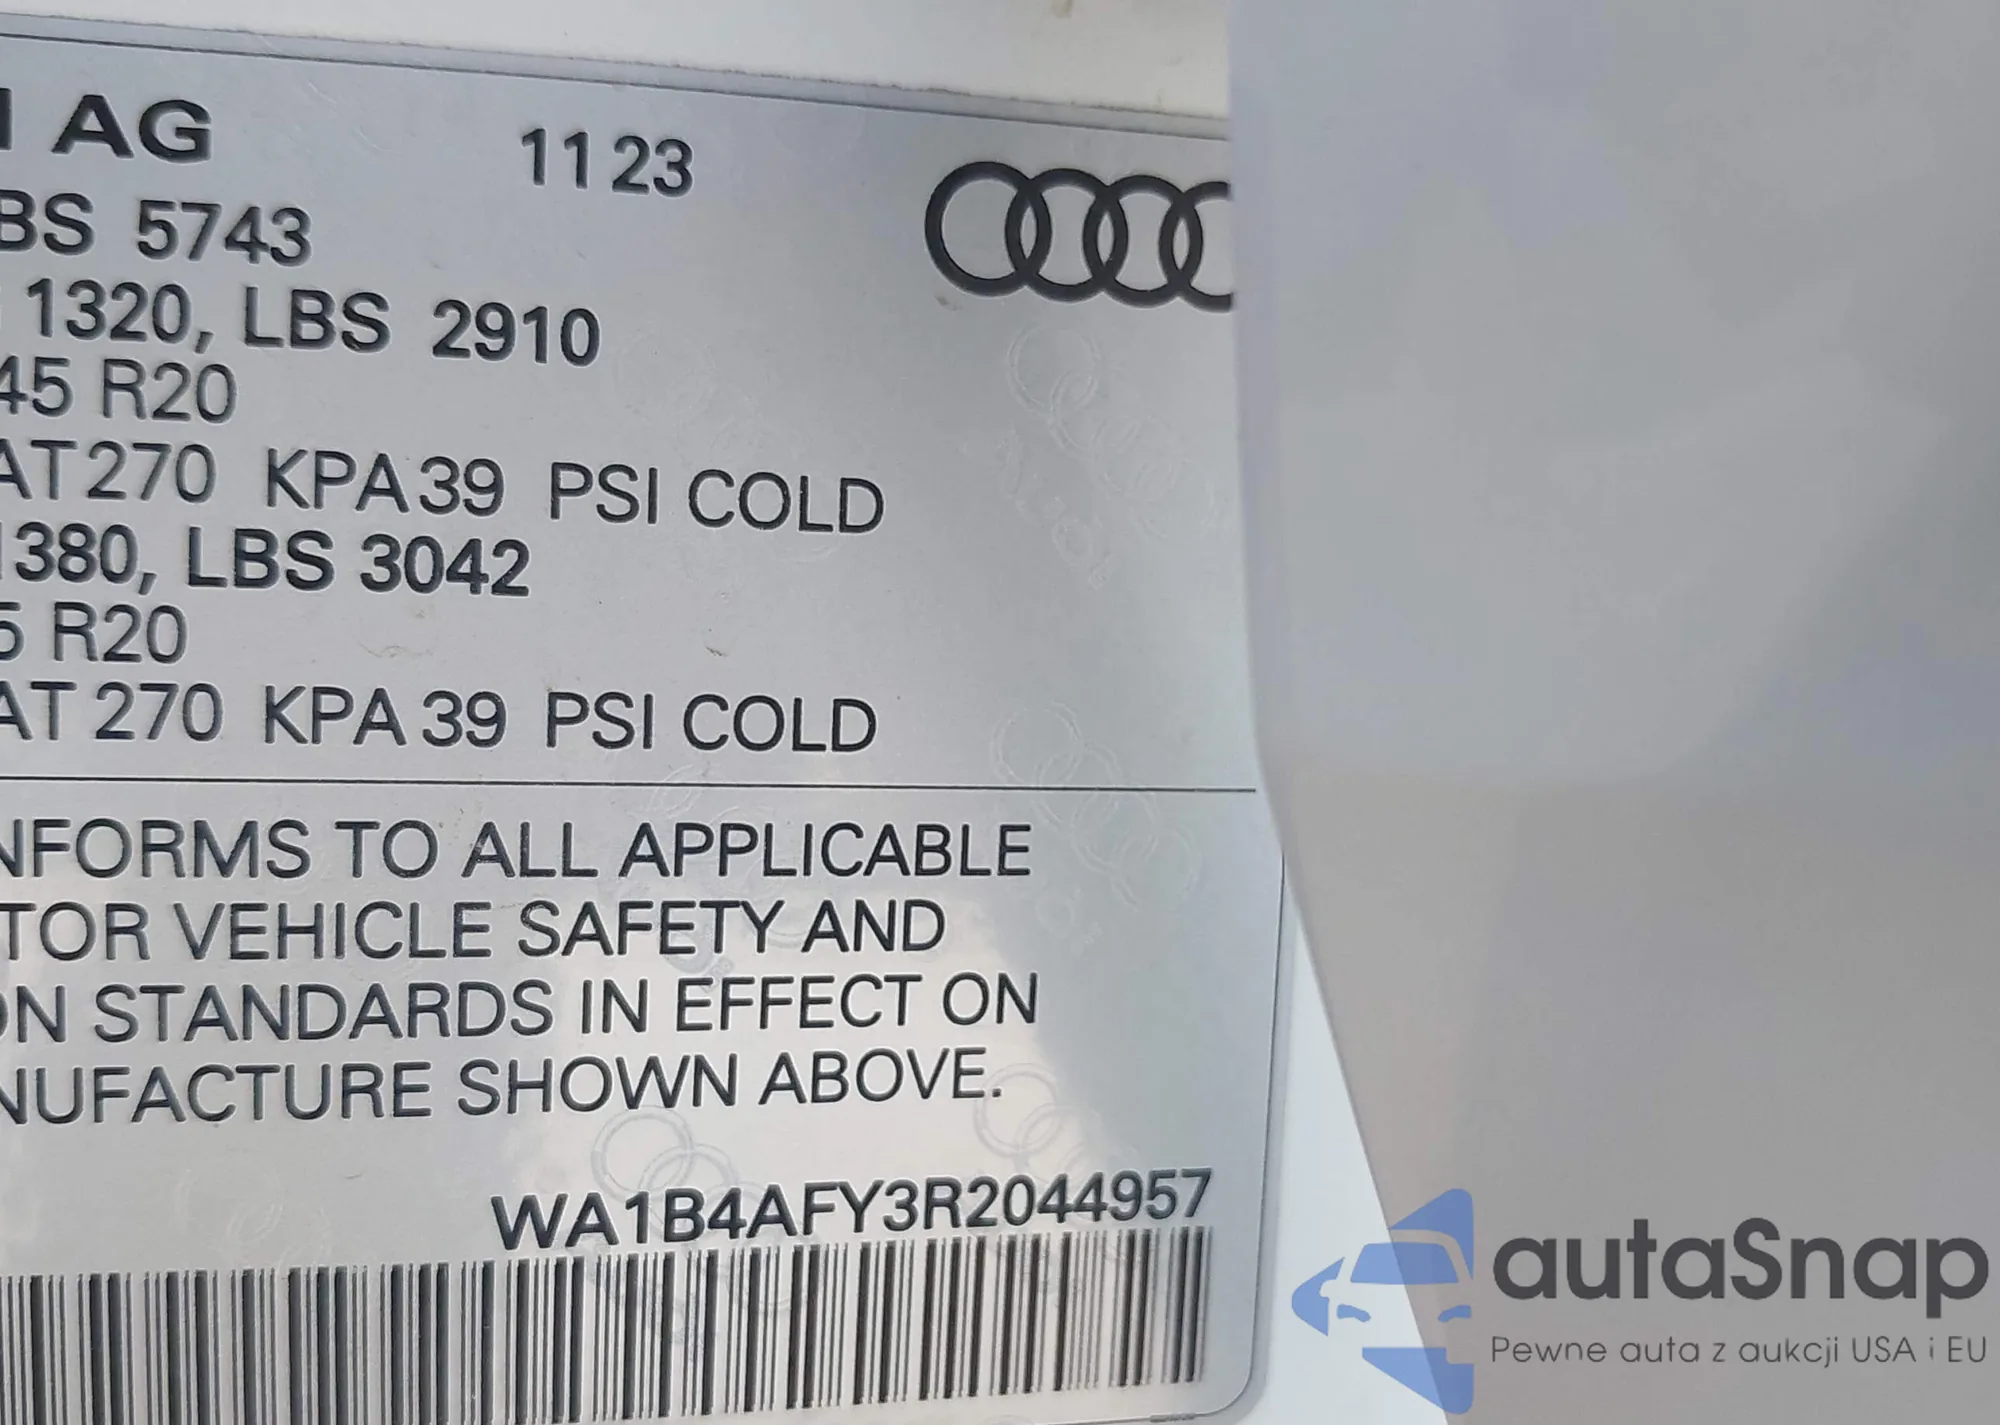 AG 11 23
BS 5743
1320, LBS 2910
45 R20
AT 270 KPA 39 PSI COLD
1380, LBS 3042
5 R20
AT 270 KPA 39 PSI COLD
NFORMS TO ALL APPLICABLE
TOR VEHICLE SAFETY AND
ON STANDARDS IN EFFECT ON
NUFACTURE SHOWN ABOVE.
WA1B4AFY3R2044957
autaSnap
Pewne auta z aukcji USA i EU